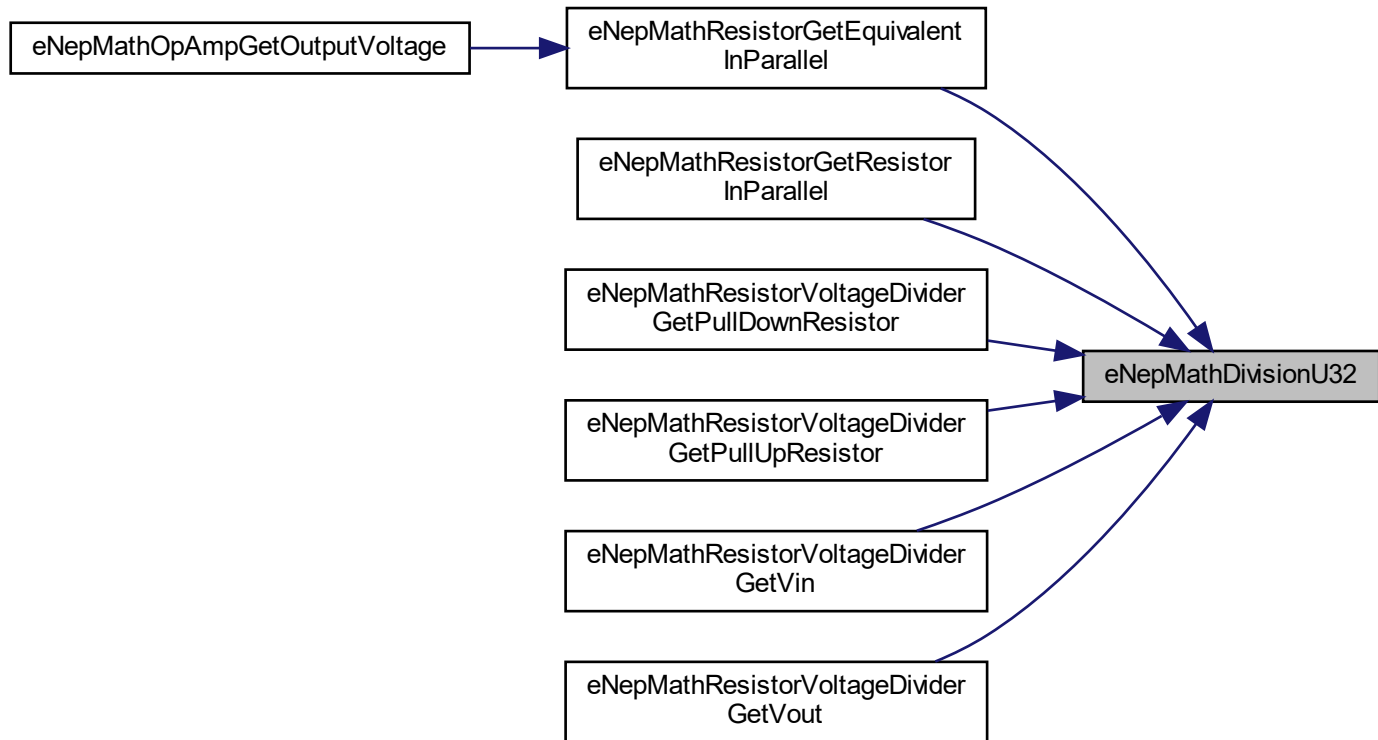 eNepMathOpAmpGetOutputVoltage
eNepMathResistorGetEquivalent
InParallel
eNepMathResistorGetResistor
InParallel
eNepMathResistorVoltageDivider
GetPullDownResistor
eNepMathDivisionU32
eNepMathResistorVoltageDivider
GetPullUpResistor
eNepMathResistorVoltageDivider
GetVin
eNepMathResistorVoltageDivider
GetVout